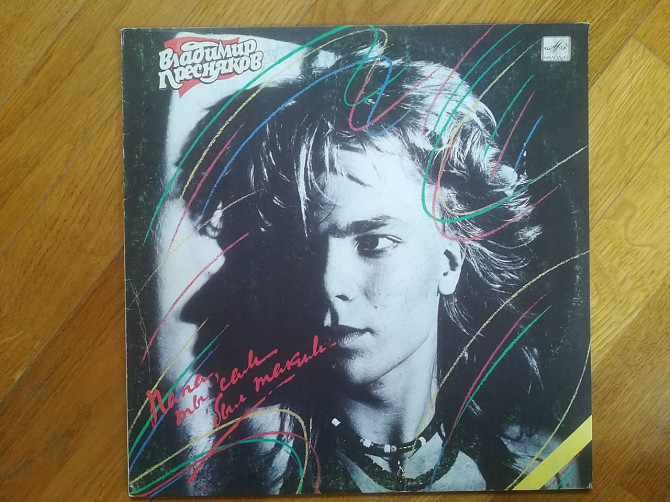 Владимир
Пресняков
Папа,
ты сам
был таким